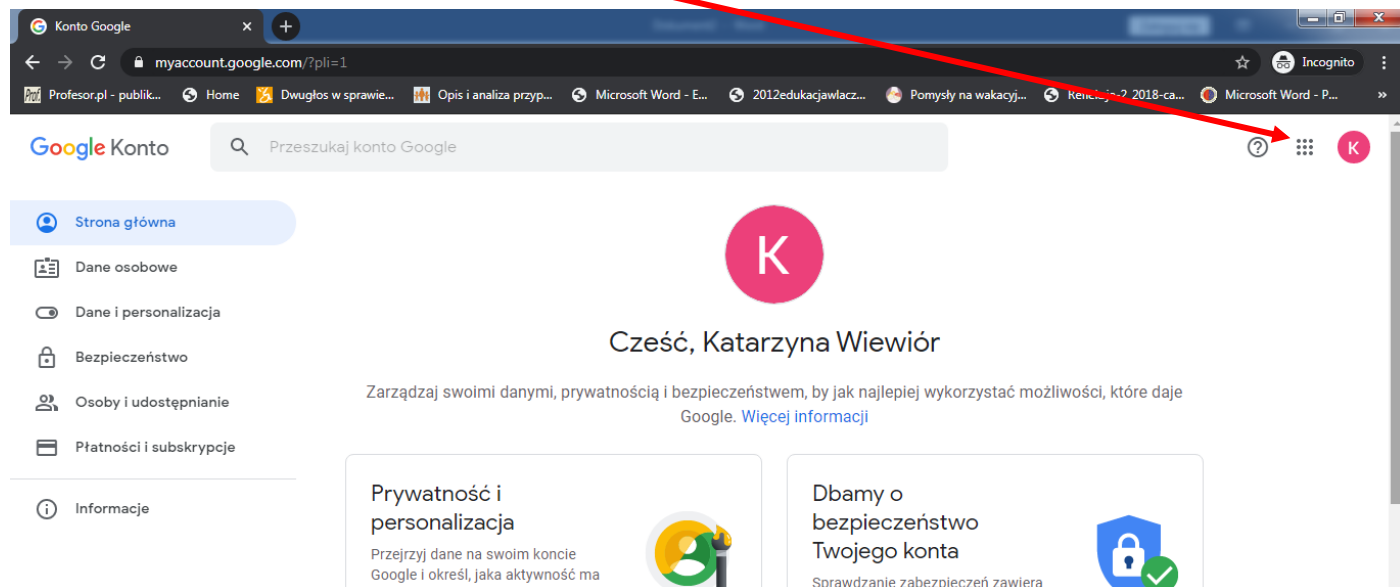 Konto Google
myaccount.google.com/?pli=1
Incognito
Profesor.pl - publik...
Home
Dwugłos w sprawie...
Opis i analiza przyp...
Microsoft Word - E...
2012edukacjawlacz...
Pomysły na wakacyj...
2018-ca...
Microsoft Word - P...
»
Google Konto
Przeszukaj konto Google
K
Strona główna
Dane osobowe
Dane i personalizacja
Bezpieczeństwo
Osoby i udostępnianie
Płatności i subskrypcje
Informacje
K
Cześć, Katarzyna Wiewiór
Zarządzaj swoimi danymi, prywatnością i bezpieczeństwem, by jak najlepiej wykorzystać możliwości, które daje
Google. Więcej informacji
Prywatność i
personalizacja
Przejrzyj dane na swoim koncie
Google i określ, jaka aktywność ma
Dbamy o
bezpieczeństwo
Twojego konta
Sprawdzanie zabezpieczeń zawiera